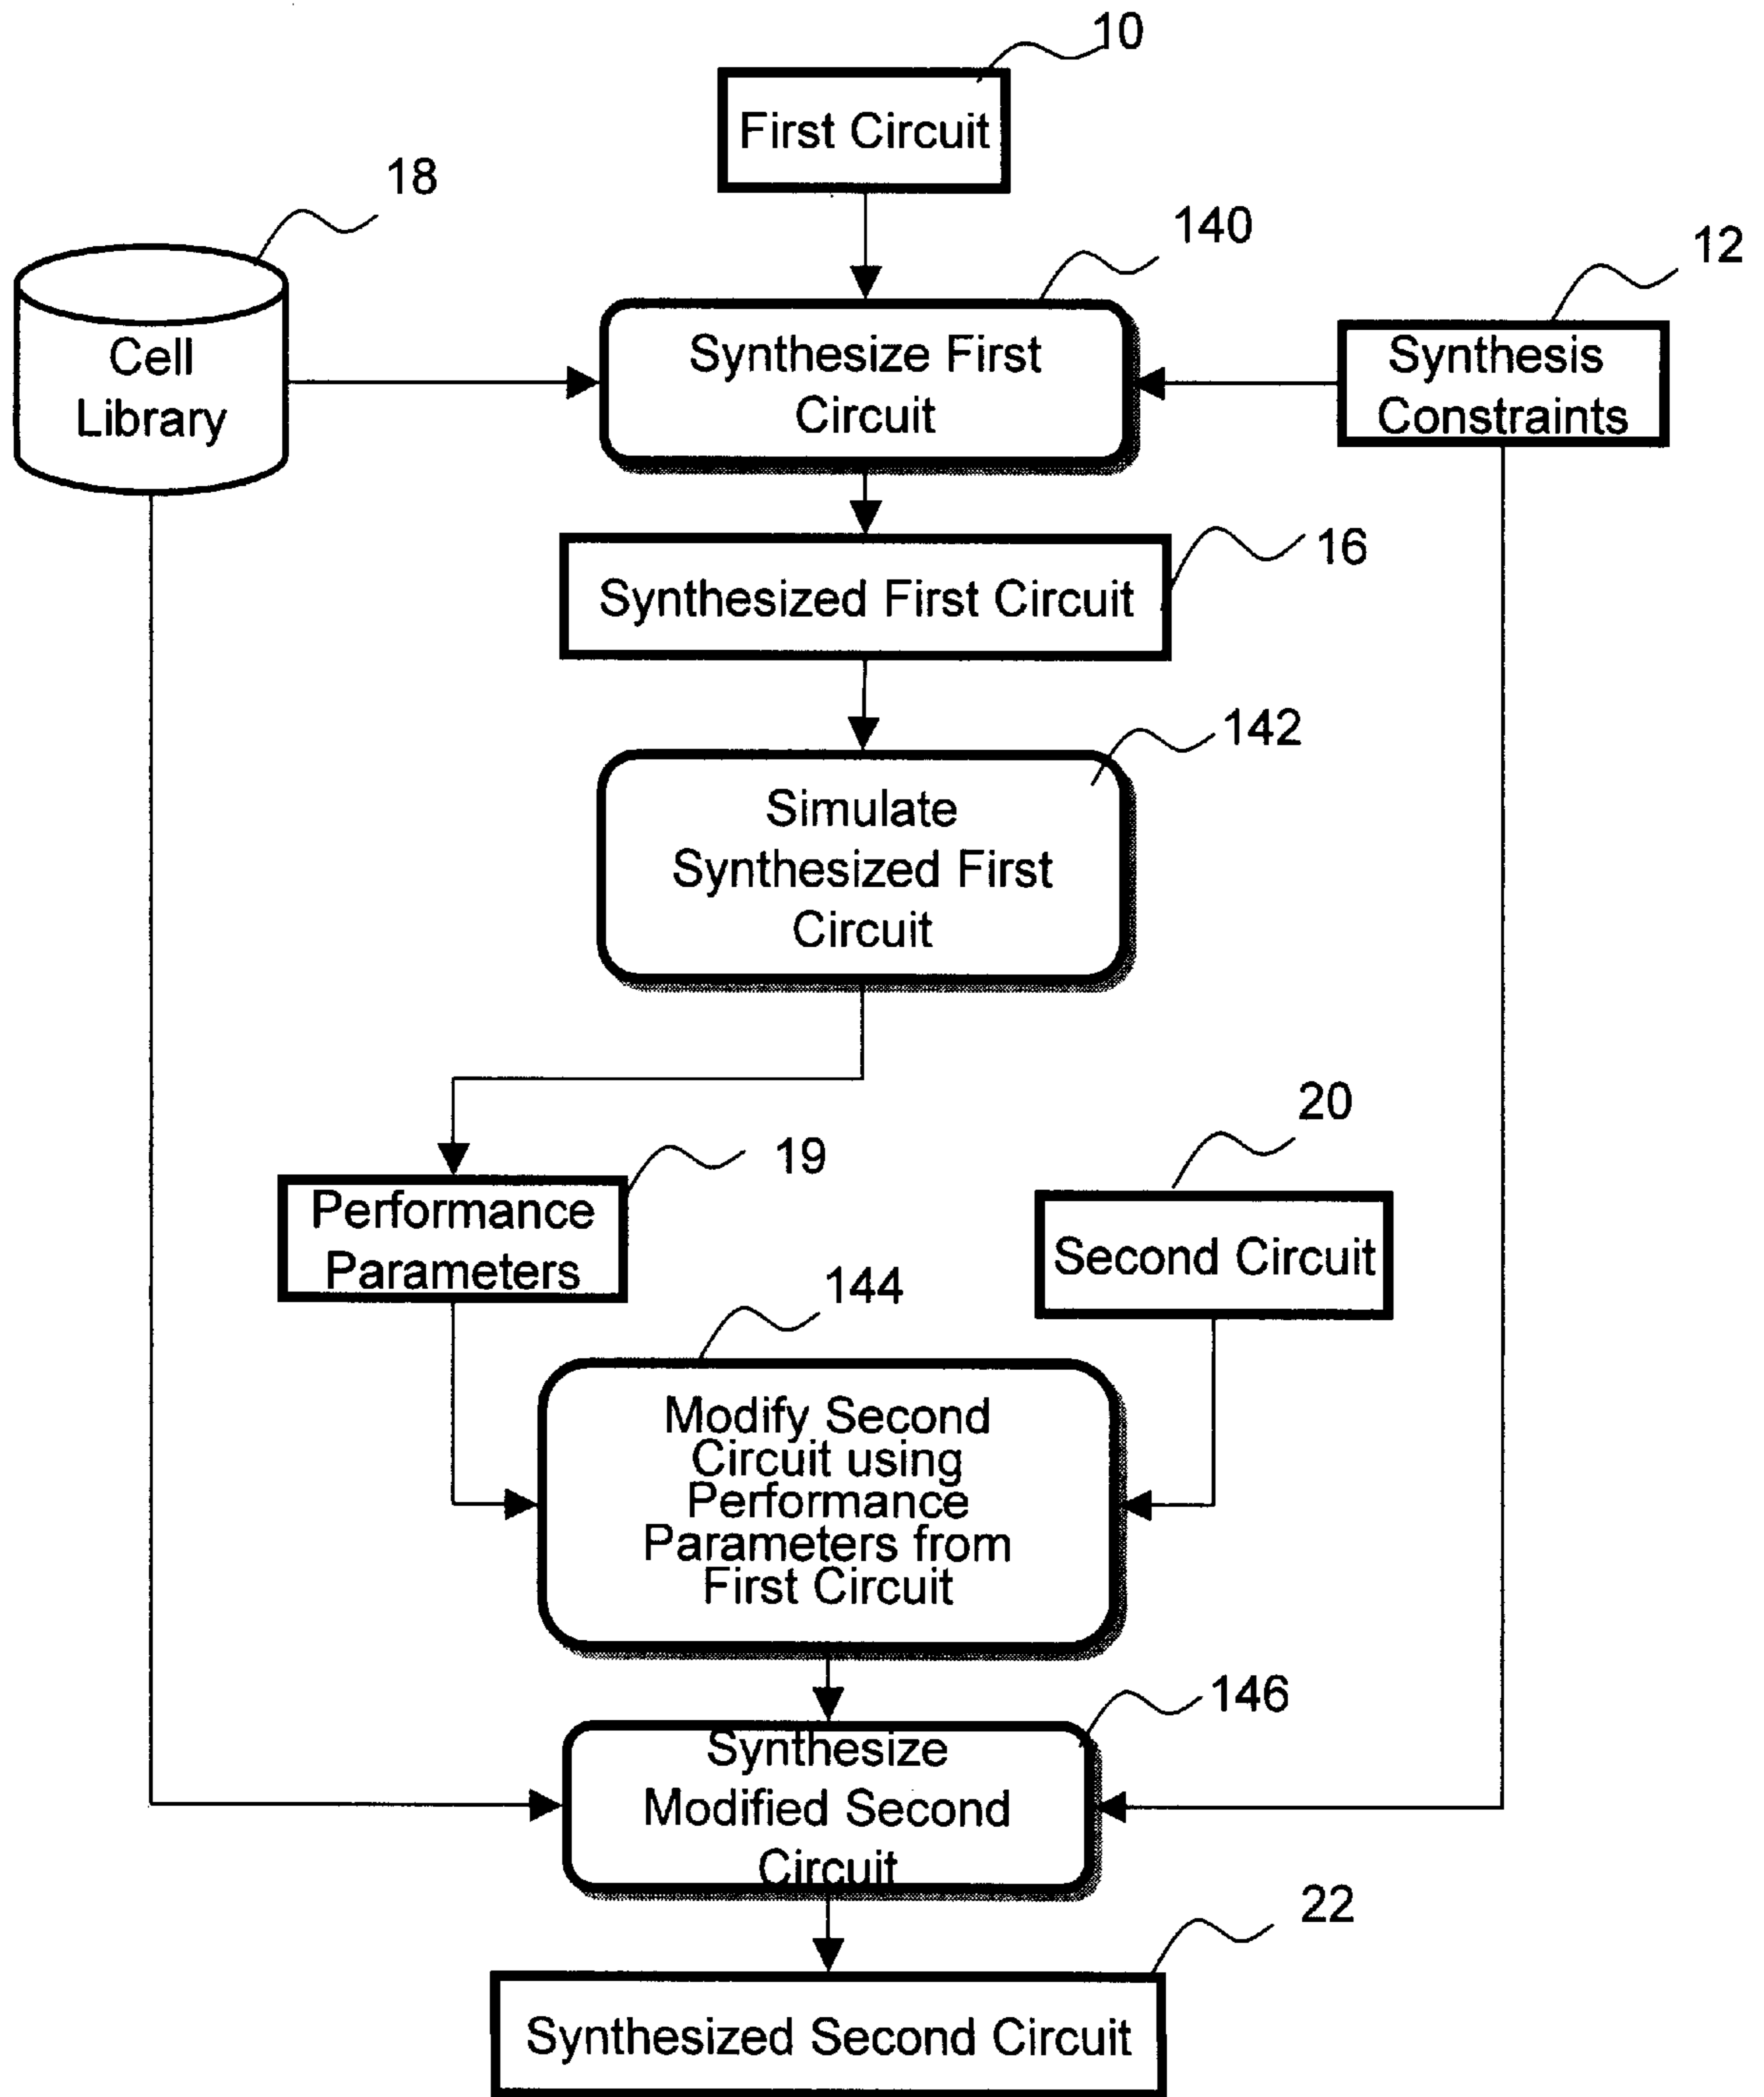 10
First Circuit
18
140
12
Cell
Library
Synthesize First
Circuit
Synthesis
Constraints
16
Synthesized First Circuit
142
Simulate
Synthesized First
Circuit
20
19
Performance
Parameters
Second Circuit
144
Modify Second
Circuit using
Performance
Parameters from
First Circuit
146
Synthesize
Modified Second
Circuit
22
Synthesized Second Circuit